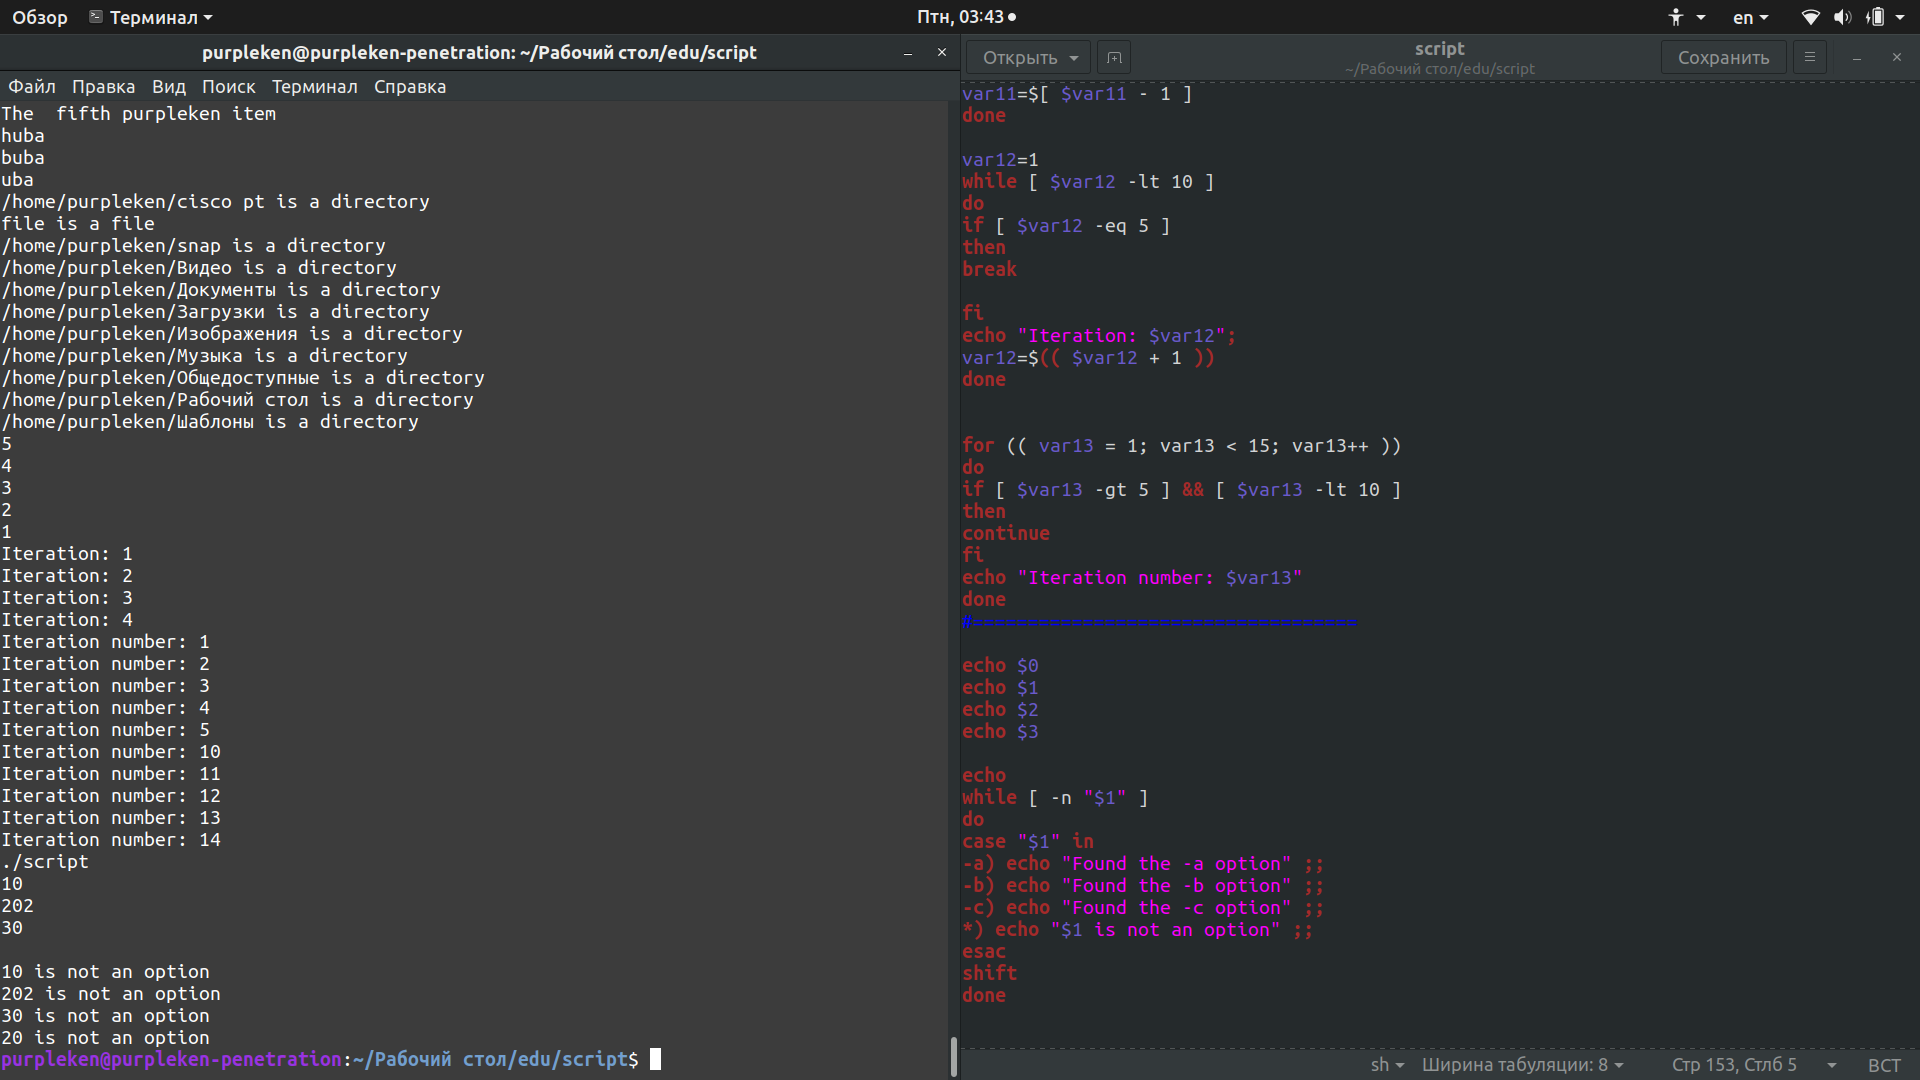 Обзор Терминал Птн, 03:43 en
purpleken@purpleken-penetration: ~/Рабочий стол/edu/script
Файл Правка Вид Поиск Терминал Справка
The  fifth purpleken item
huba
buba
uba
/home/purpleken/cisco pt is a directory
file is a file
/home/purpleken/snap is a directory
/home/purpleken/Видео is a directory
/home/purpleken/Документы is a directory
/home/purpleken/Загрузки is a directory
/home/purpleken/Изображения is a directory
/home/purpleken/Музыка is a directory
/home/purpleken/Общедоступные is a directory
/home/purpleken/Рабочий стол is a directory
/home/purpleken/Шаблоны is a directory
5
4
3
2
1
Iteration: 1
Iteration: 2
Iteration: 3
Iteration: 4
Iteration number: 1
Iteration number: 2
Iteration number: 3
Iteration number: 4
Iteration number: 5
Iteration number: 10
Iteration number: 11
Iteration number: 12
Iteration number: 13
Iteration number: 14
./script
10
202
30
10 is not an option
202 is not an option
30 is not an option
20 is not an option
purpleken@purpleken-penetration:~/Рабочий стол/edu/script$
Открыть script Сохранить
~/Рабочий стол/edu/script
var11=$[ $var11 - 1 ]
done
var12=1
while [ $var12 -lt 10 ]
do
if [ $var12 -eq 5 ]
then
break
fi
echo "Iteration: $var12";
var12=$(( $var12 + 1 ))
done
for (( var13 = 1; var13 < 15; var13++ ))
do
if [ $var13 -gt 5 ] && [ $var13 -lt 10 ]
then
continue
fi
echo "Iteration number: $var13"
done
#===================================
echo $0
echo $1
echo $2
echo $3
echo
while [ -n "$1" ]
do
case "$1" in
-a) echo "Found the -a option" ;;
-b) echo "Found the -b option" ;;
-c) echo "Found the -c option" ;;
*) echo "$1 is not an option" ;;
esac
shift
done
sh Ширина табуляции: 8 Стр 153, Стлб 5 ВСТ